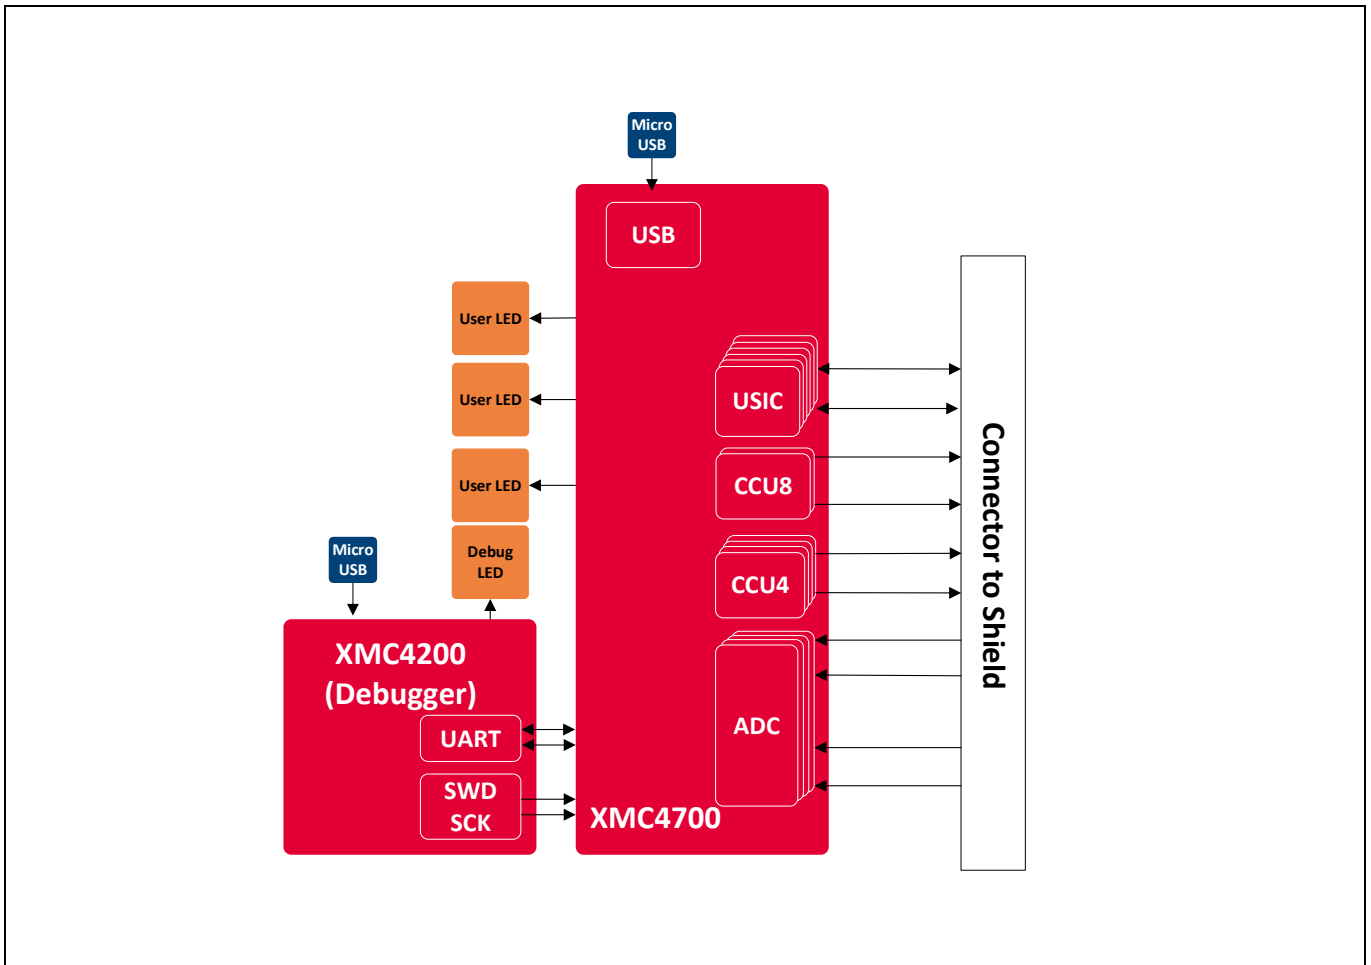 Micro
USB
USB
User LED
User LED
User LED
Debug
LED
Micro
USB
XMC4200
(Debugger)
UART
SWD
SCK
XMC4700
USIC
CCU8
CCU4
ADC
Connector to Shield